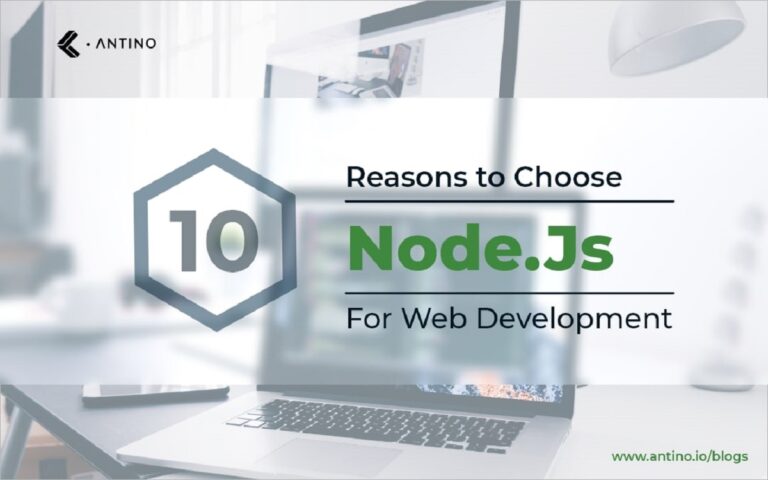 ANTINO
10
Reasons to Choose
Node.Js
For Web Development
www.antino.io/blogs